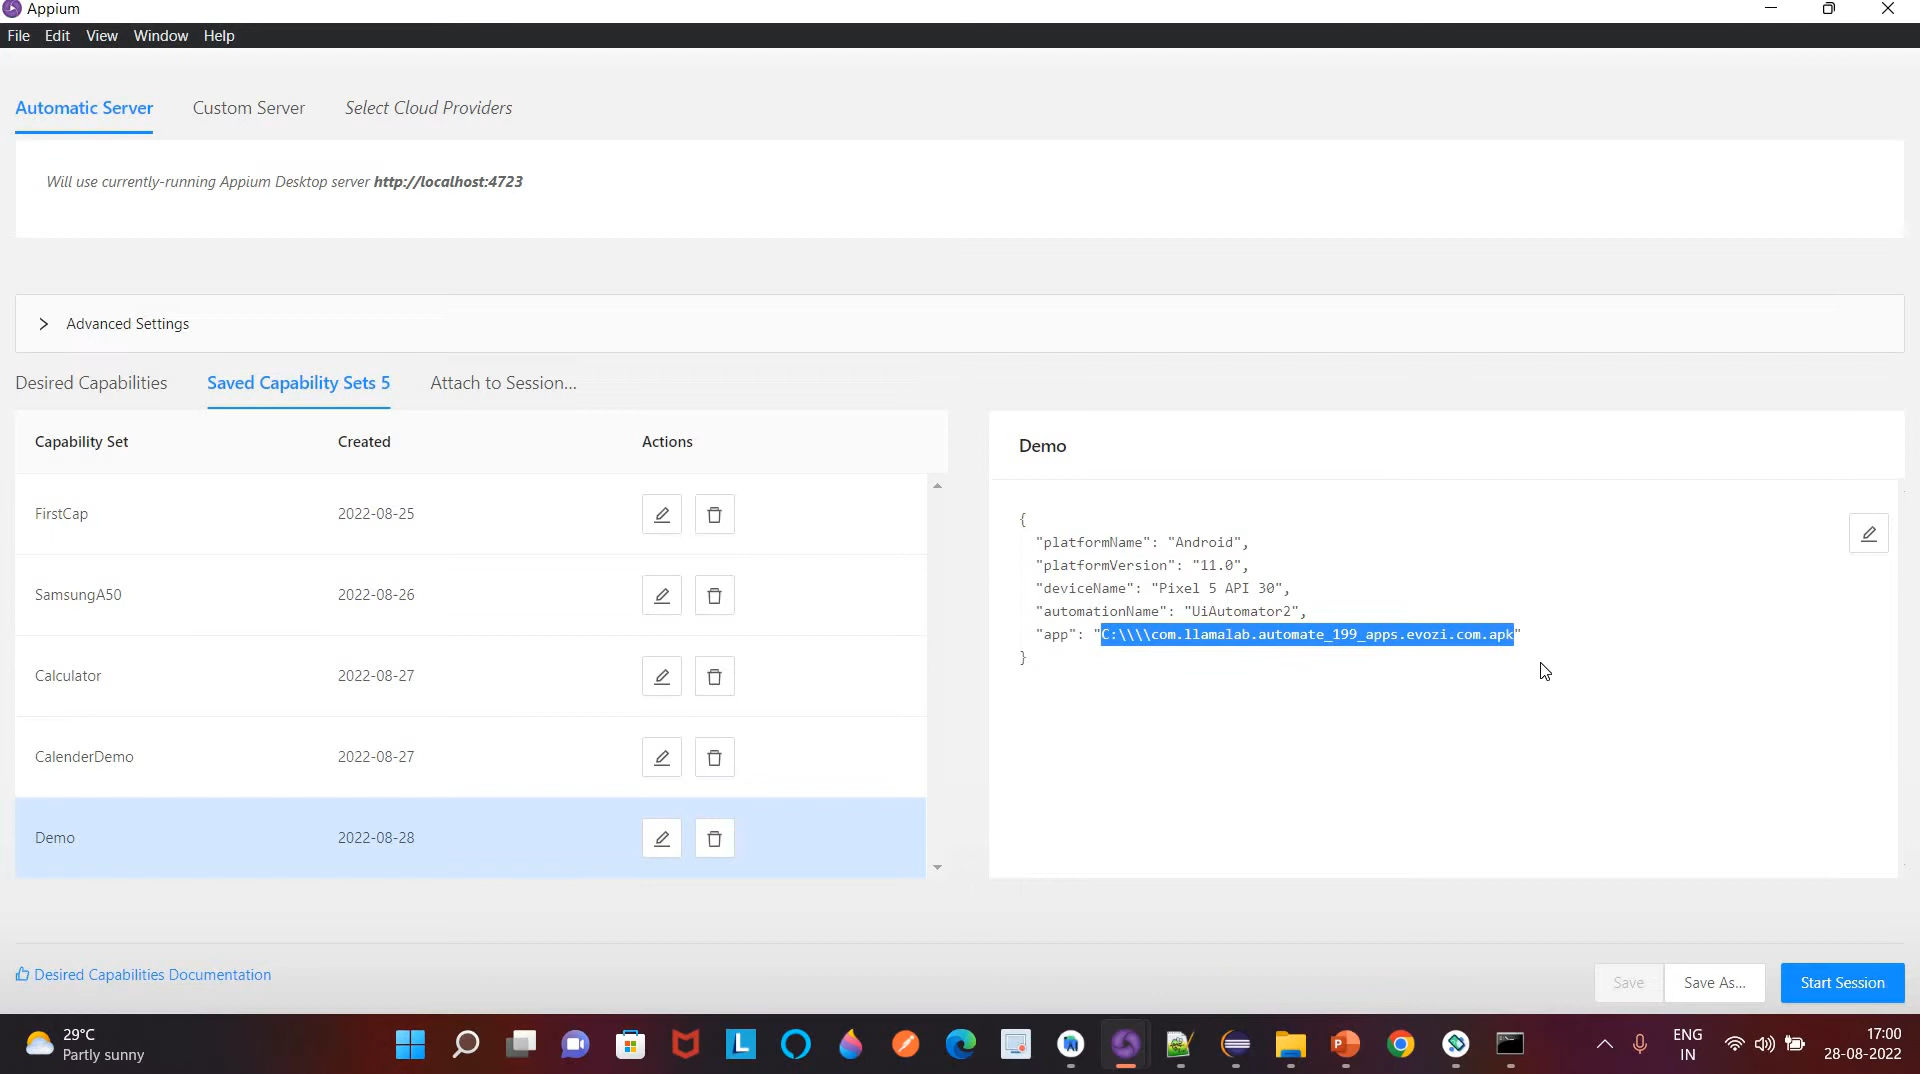 Appium
File Edit View Window Help
Automatic Server Custom Server Select Cloud Providers
Will use currently-running Appium Desktop server http://localhost:4723
Advanced Settings
Desired Capabilities Saved Capability Sets 5 Attach to Session...
Capability Set Created Actions
FirstCap 2022-08-25
SamsungA50 2022-08-26
Calculator 2022-08-27
CalenderDemo 2022-08-27
Demo 2022-08-28
Demo
{
"platformName": "Android",
"platformVersion": "11.0",
"deviceName": "Pixel 5 API 30",
"automationName": "UiAutomator2",
"app": "C:\\\\com.llamalab.automate_199_apps.evozi.com.apk"
}
Desired Capabilities Documentation
Save Save As... Start Session
29°C
Partly sunny
ENG
IN
17:00
28-08-2022